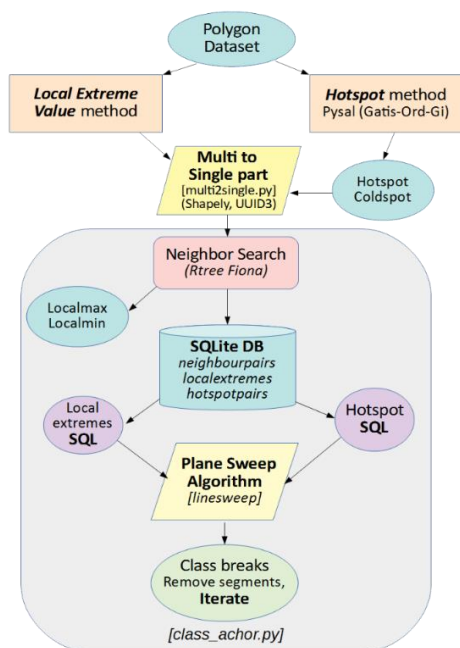 Polygon
Dataset
Local Extreme
Value method
Hotspot method
Pysal (Gatis-Ord-Gi)
Multi to
Single part
[multi2single.py]
(Shapely, UUID3)
Hotspot
Coldspot
Neighbor Search
(Rtree Fiona)
Localmax
Localmin
SQLite DB
neighbourpairs
localextremes
hotspotpairs
Local
extremes
SQL
Hotspot
SQL
Plane Sweep
Algorithm
[linesweep]
Class breaks
Remove segments,
Iterate
[class_achor.py]